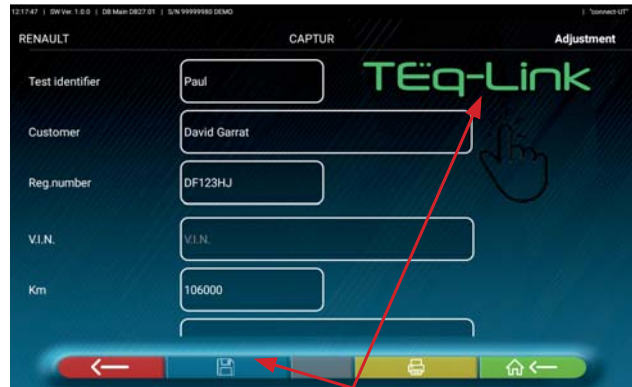 12:17:47 | SW Ver. 1.0.0 | DB Main DB27.01 | S/N 99999980 DEMO | "connect-UT"
RENAULT CAPTUR Adjustment
TEq-Link
Test identifier Paul
Customer David Garrat
Reg.number DF123HJ
V.I.N. V.I.N.
Km 106000